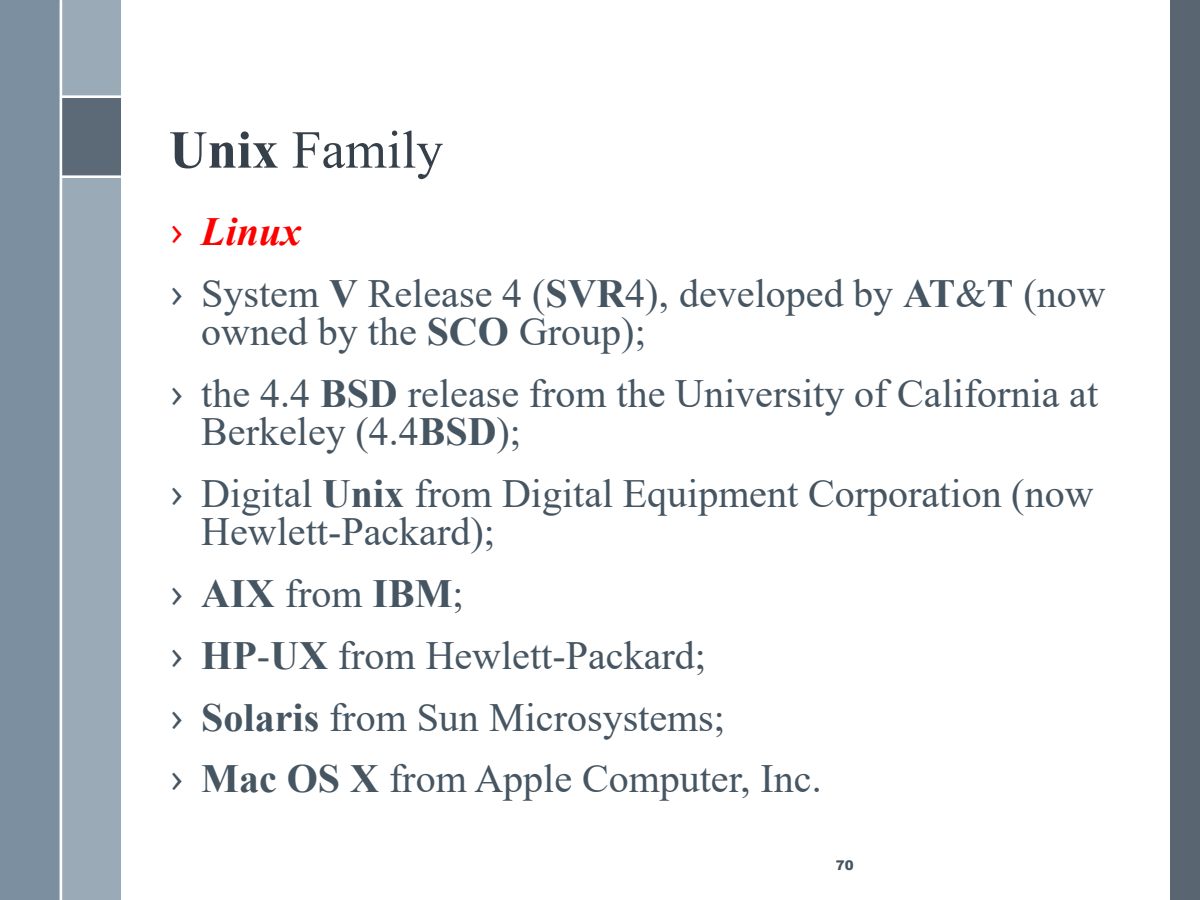 Unix Family
› Linux
› System V Release 4 (SVR4), developed by AT&T (now
owned by the SCO Group);
› the 4.4 BSD release from the University of California at
Berkeley (4.4BSD);
› Digital Unix from Digital Equipment Corporation (now
Hewlett-Packard);
› AIX from IBM;
› HP-UX from Hewlett-Packard;
› Solaris from Sun Microsystems;
› Mac OS X from Apple Computer, Inc.
70